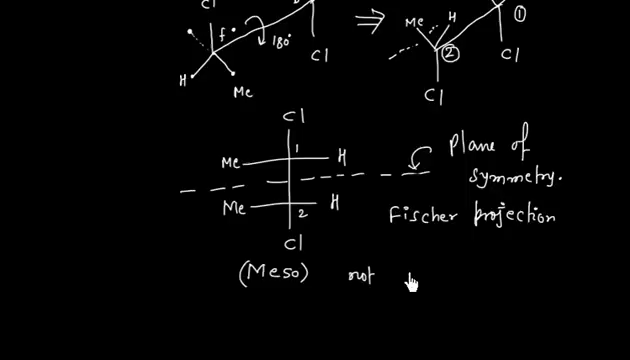 Cl
f 180° ⇒ Me H ①
H Me Cl ② Cl
Cl
Cl
1
Me H Plane of
symmetry.
Me H Fischer projection
2
Cl
(Meso) not